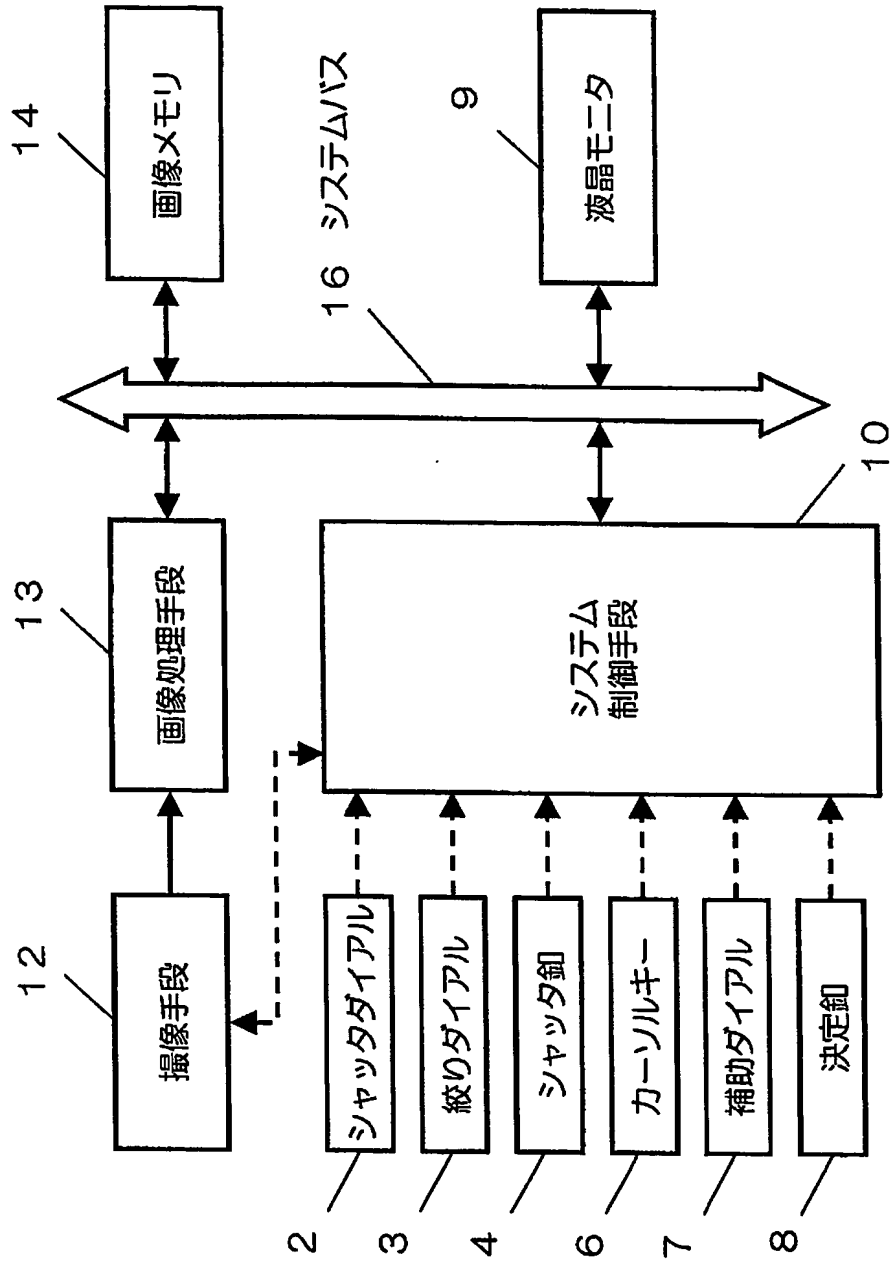 12
撮像手段
13
画像処理手段
14
画像メモリ
16 システムバス
2
シャッタダイアル
3
絞りダイアル
4
シャッタ釦
6
カーソルキー
7
補助ダイアル
8
決定釦
システム
制御手段
10
9
液晶モニタ